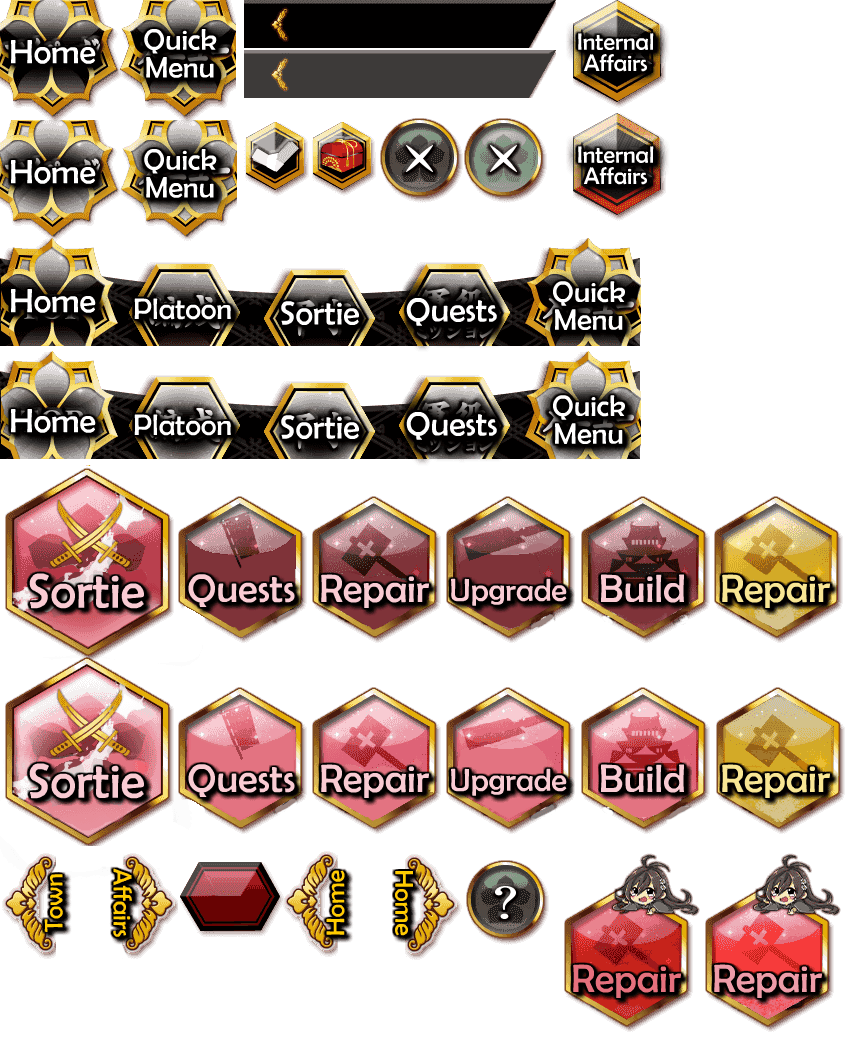 Home
Quick
Menu
Internal
Affairs
Home
Quick
Menu
Internal
Affairs
Home
Platoon
Sortie
Quests
Quick
Menu
Home
Platoon
Sortie
Quests
Quick
Menu
Sortie
Quests
Repair
Upgrade
Build
Repair
Sortie
Quests
Repair
Upgrade
Build
Repair
Town
Affairs
Home
Home
?
Repair
Repair